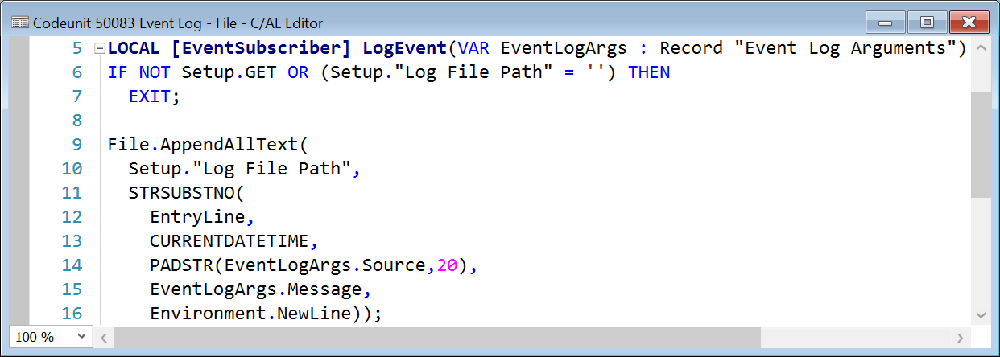 Codeunit 50083 Event Log - File - C/AL Editor
5 LOCAL [EventSubscriber] LogEvent(VAR EventLogArgs : Record "Event Log Arguments")
6 IF NOT Setup.GET OR (Setup."Log File Path" = '') THEN
7 EXIT;
8
9 File.AppendAllText(
10 Setup."Log File Path",
11 STRSUBSTNO(
12 EntryLine,
13 CURRENTDATETIME,
14 PADSTR(EventLogArgs.Source,20),
15 EventLogArgs.Message,
16 Environment.NewLine));
100 %